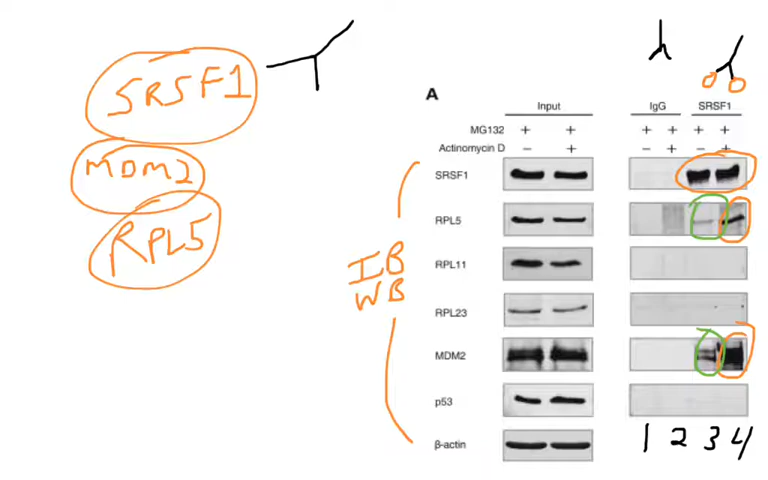 SRSF1
MDM2
RPL5
IB
WB
A
Input
IgG
SRSF1
MG132 + + + + + +
Actinomycin D - + - + - +
SRSF1
RPL5
RPL11
RPL23
MDM2
p53
β-actin
1 2 3 4